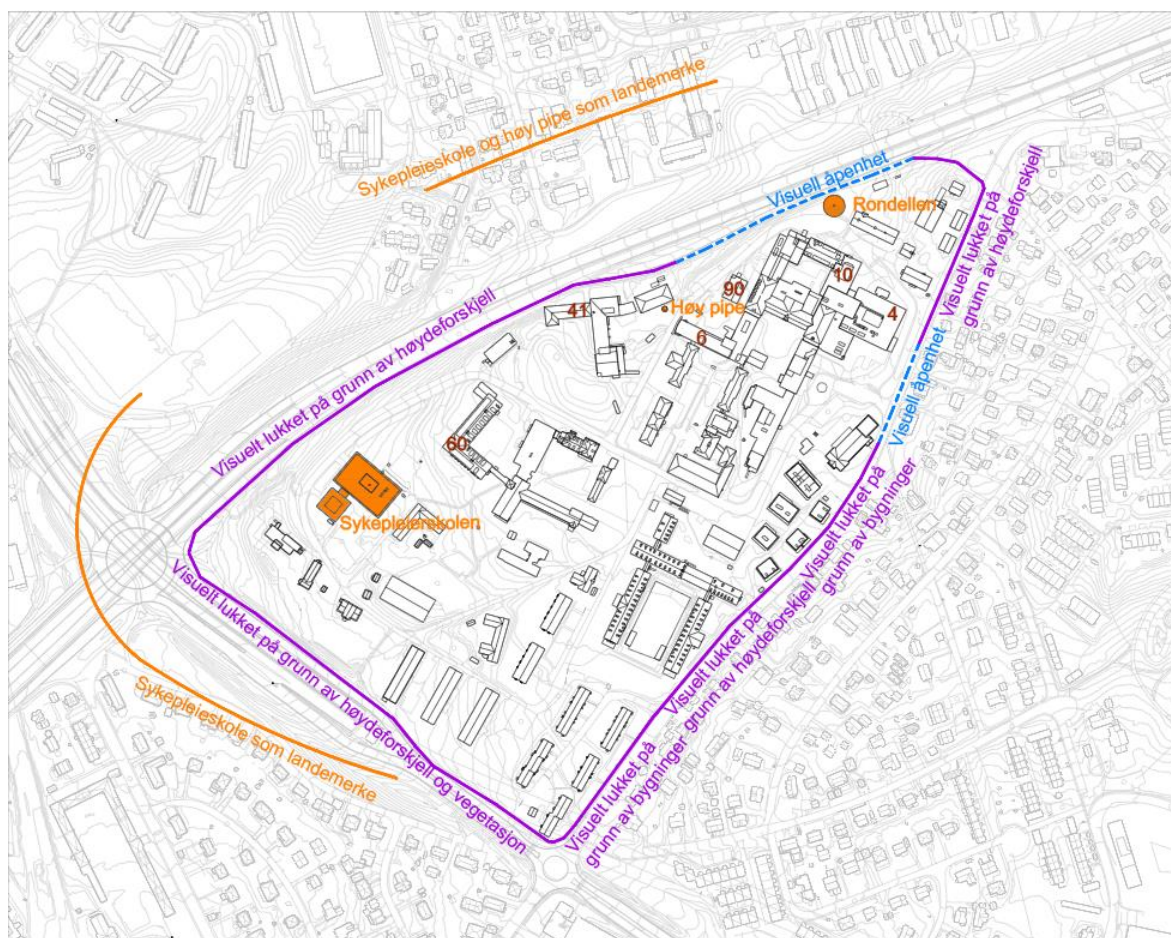 Sykepleieskole og høy pipe som landemerke
Visuell åpenhet
Rondellen
Visuelt lukket på
grunn av høydeforskjell
10
90
Høy pipe
4
41
6
Visuelt lukket på grunn av høydeforskjell
Visuell åpenhet
60
Sykepleierskolen
Visuelt lukket på
grunn av bygninger
Visuelt lukket på
grunn av høydeforskjell
Visuelt lukket på
grunn av bygninger
Visuelt lukket på grunn av høydeforskjell og vegetasjon
Sykepleieskole som landemerke